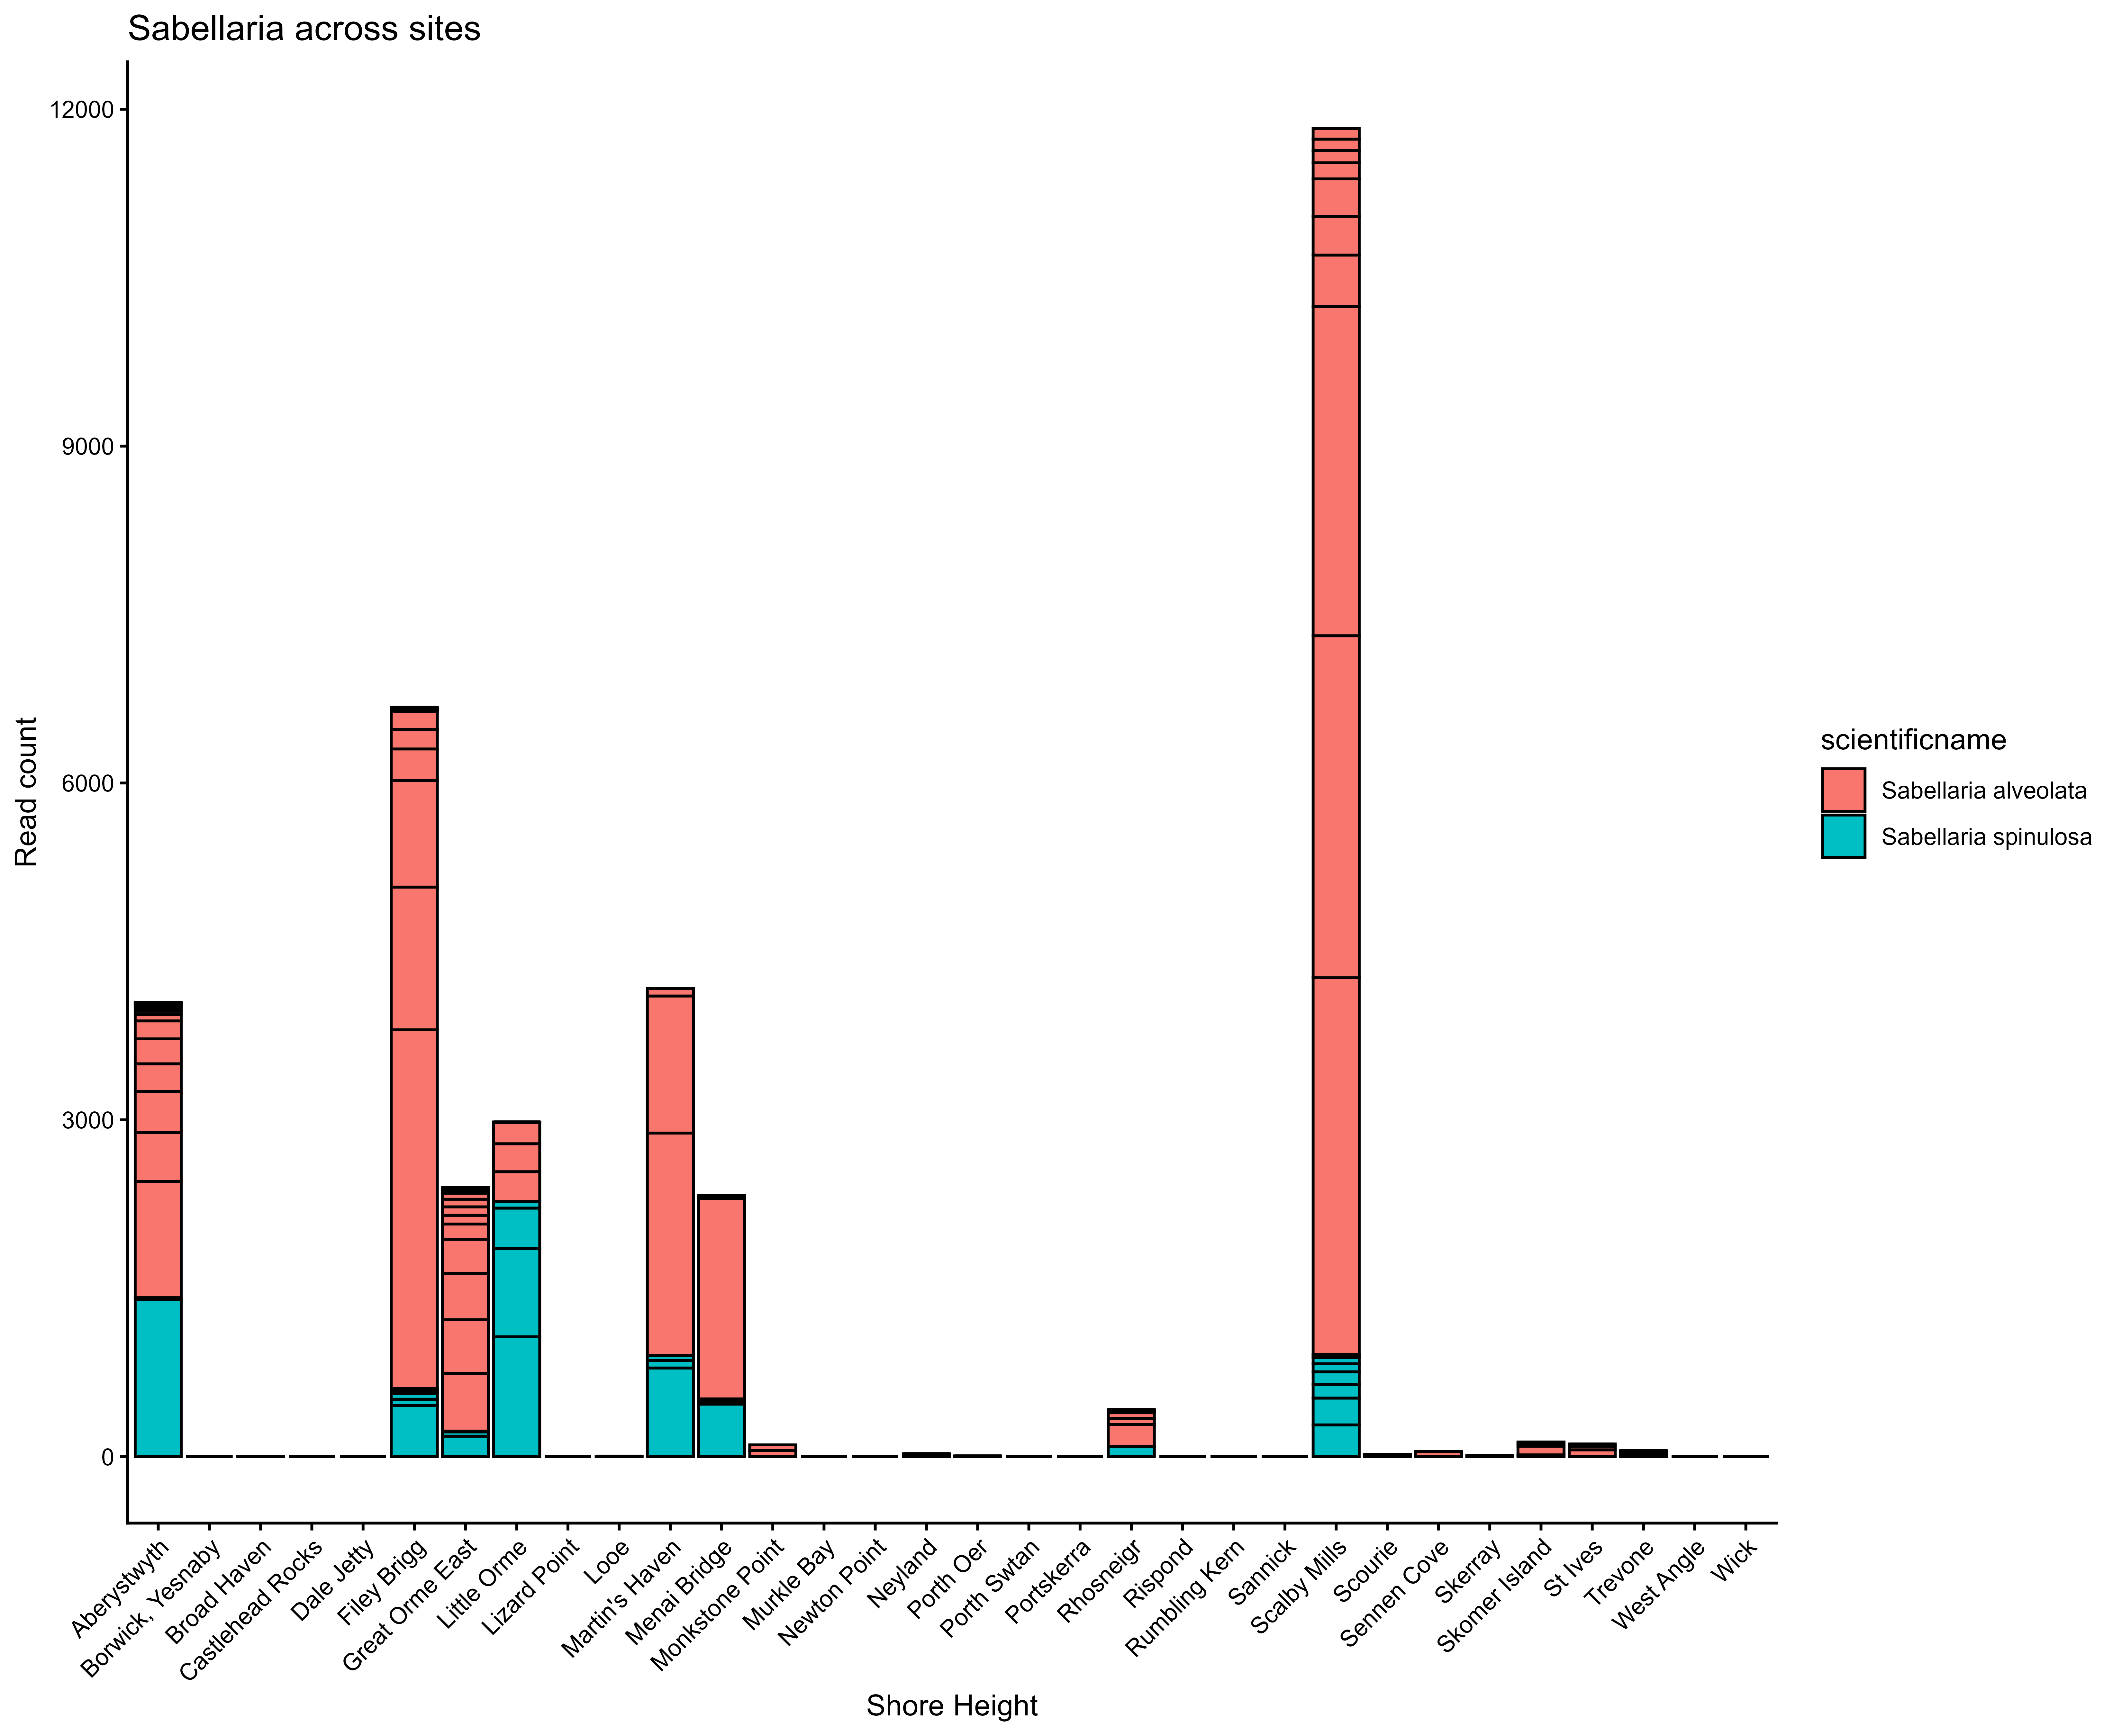 Sabellaria across sites
12000
9000
6000
3000
0
Read count
Aberystwyth
Borwick, Yesnaby
Broad Haven
Castlehead Rocks
Dale Jetty
Filey Brigg
Great Orme East
Little Orme
Lizard Point
Looe
Martin's Haven
Menai Bridge
Monkstone Point
Murkle Bay
Newton Point
Neyland
Porth Oer
Porth Swtan
Portskerra
Rhosneigr
Rispond
Rumbling Kern
Sannick
Scalby Mills
Scourie
Sennen Cove
Skerray
Skomer Island
St Ives
Trevone
West Angle
Wick
Shore Height
scientificname
Sabellaria alveolata
Sabellaria spinulosa